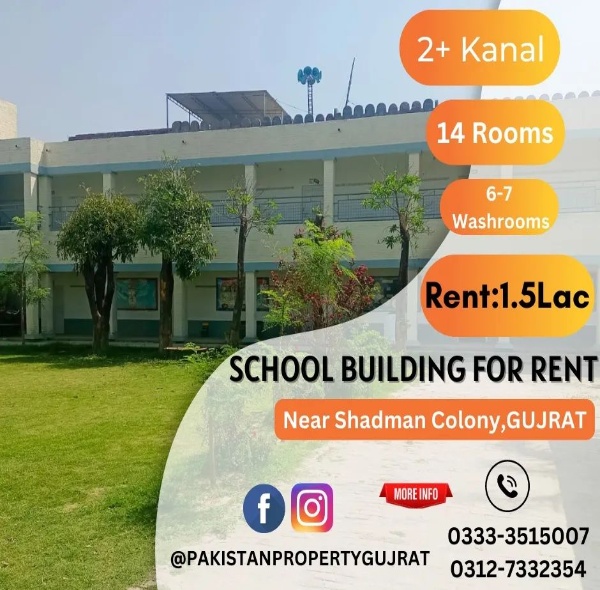 2+ Kanal
14 Rooms
6-7
Washrooms
Rent:1.5Lac
SCHOOL BUILDING FOR RENT
Near Shadman Colony,GUJRAT
MORE INFO
@PAKISTANPROPERTYGUJRAT
0333-3515007
0312-7332354